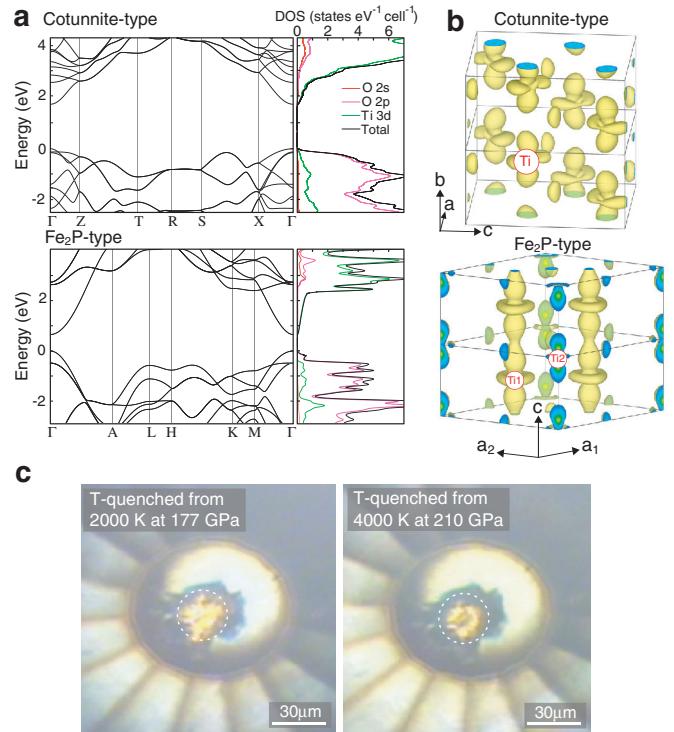 a
Cotunnite-type
DOS (states eV⁻¹ cell⁻¹)
0 2 4 6
Energy (eV)
4
2
0
-2
O 2s
O 2p
Ti 3d
Total
Γ Z T R S X Γ
Fe₂P-type
Energy (eV)
2
0
-2
Γ A L H K M Γ
b
Cotunnite-type
Ti
b
a
c
Fe₂P-type
Ti1
Ti2
c
a₂
a₁
c
T-quenched from
2000 K at 177 GPa
30μm
T-quenched from
4000 K at 210 GPa
30μm